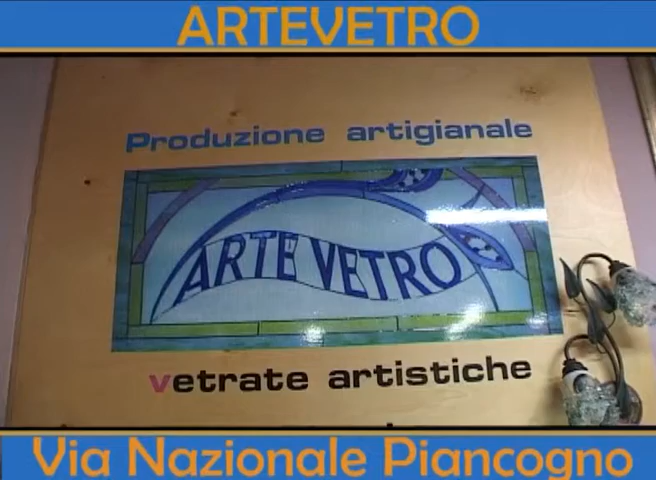 ARTEVETRO
Produzione artigianale
ARTE VETRO
vetrate artistiche
Via Nazionale Piancogno